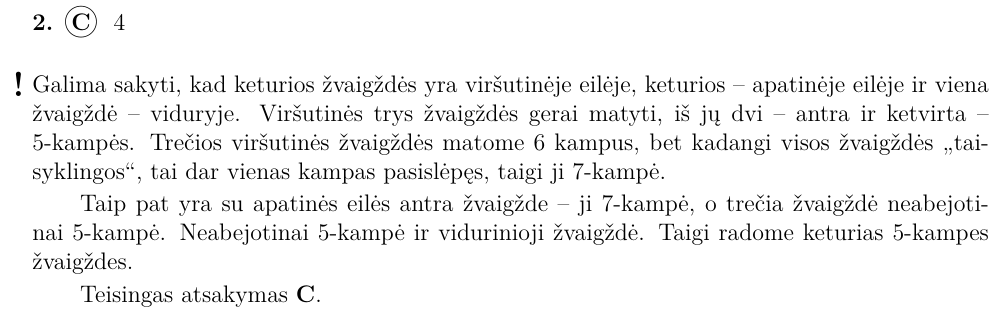 2. C 4
! Galima sakyti, kad keturios žvaigždės yra viršutinėje eilėje, keturios – apatinėje eilėje ir viena
žvaigždė – viduryje. Viršutinės trys žvaigždės gerai matyti, iš jų dvi – antra ir ketvirta –
5-kampės. Trečios viršutinės žvaigždės matome 6 kampus, bet kadangi visos žvaigždės „tai-
syklingos“, tai dar vienas kampas pasislėpęs, taigi ji 7-kampė.
Taip pat yra su apatinės eilės antra žvaigžde – ji 7-kampė, o trečia žvaigždė neabejoti-
nai 5-kampė. Neabejotinai 5-kampė ir vidurinioji žvaigždė. Taigi radome keturias 5-kampes
žvaigždes.
Teisingas atsakymas C.